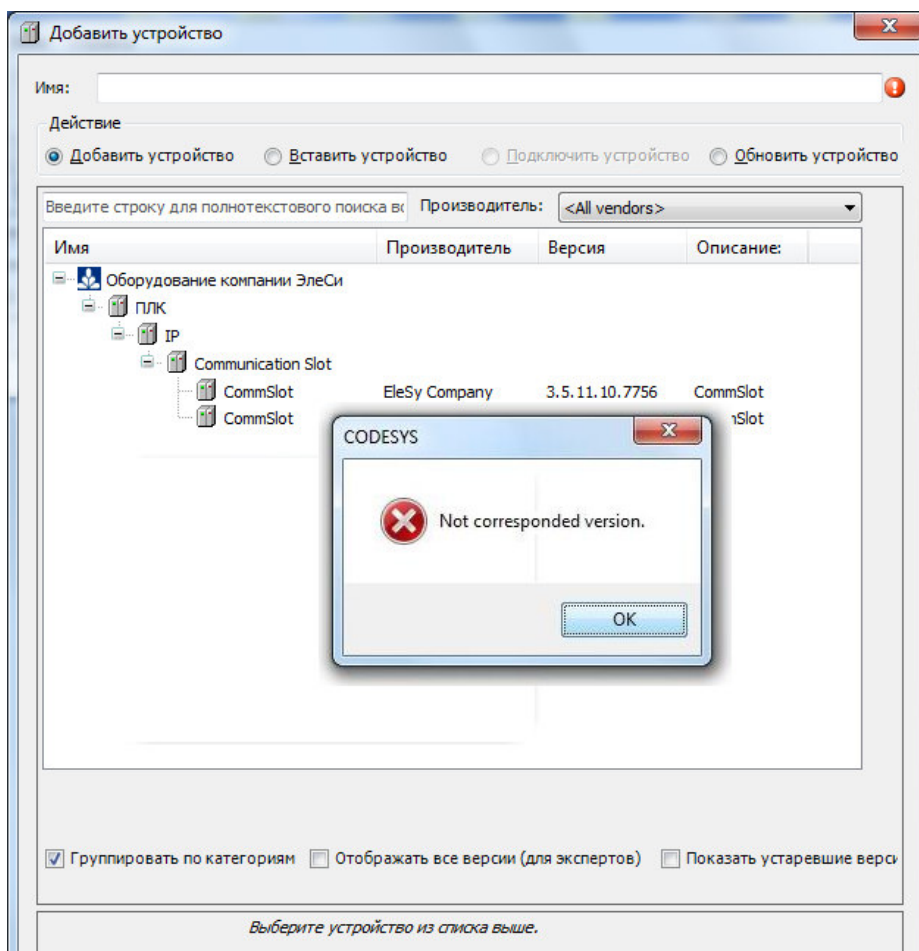 Добавить устройство
Имя:
Действие
Добавить устройство Вставить устройство Подключить устройство Обновить устройство
Введите строку для полнотекстового поиска во Производитель: <All vendors>
Имя Производитель Версия Описание:
Оборудование компании ЭлеСи
ПЛК
IP
Communication Slot
CommSlot EleSy Company 3.5.11.10.7756 CommSlot
CommSlot
CODESYS
Not corresponded version.
OK
Группировать по категориям Отображать все версии (для экспертов) Показать устаревшие верси
Выберите устройство из списка выше.